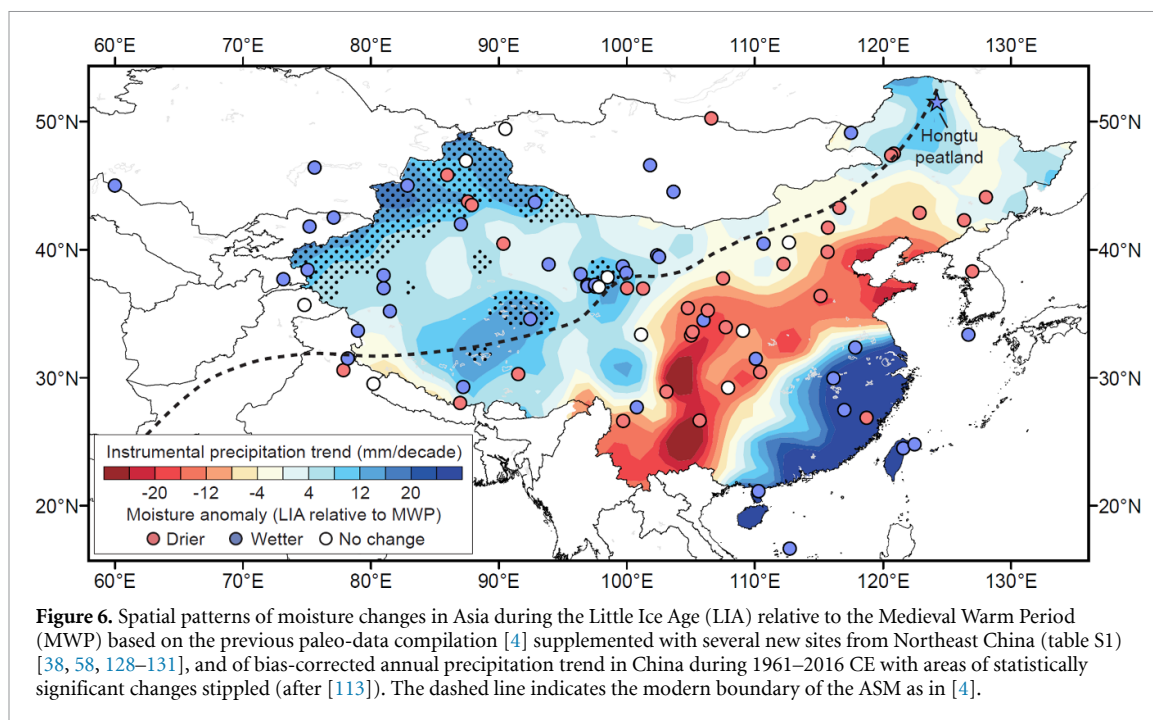 60°E 70°E 80°E 90°E 100°E 110°E 120°E 130°E
50°N 50°N
Hongtu
peatland
40°N 40°N
30°N 30°N
Instrumental precipitation trend (mm/decade)
-20 -12 -4 4 12 20
20°N 20°N
Moisture anomaly (LIA relative to MWP)
Drier Wetter No change
60°E 70°E 80°E 90°E 100°E 110°E 120°E 130°E
Figure 6. Spatial patterns of moisture changes in Asia during the Little Ice Age (LIA) relative to the Medieval Warm Period
(MWP) based on the previous paleo-data compilation [4] supplemented with several new sites from Northeast China (table S1)
[38, 58, 128–131], and of bias-corrected annual precipitation trend in China during 1961–2016 CE with areas of statistically
significant changes stippled (after [113]). The dashed line indicates the modern boundary of the ASM as in [4].